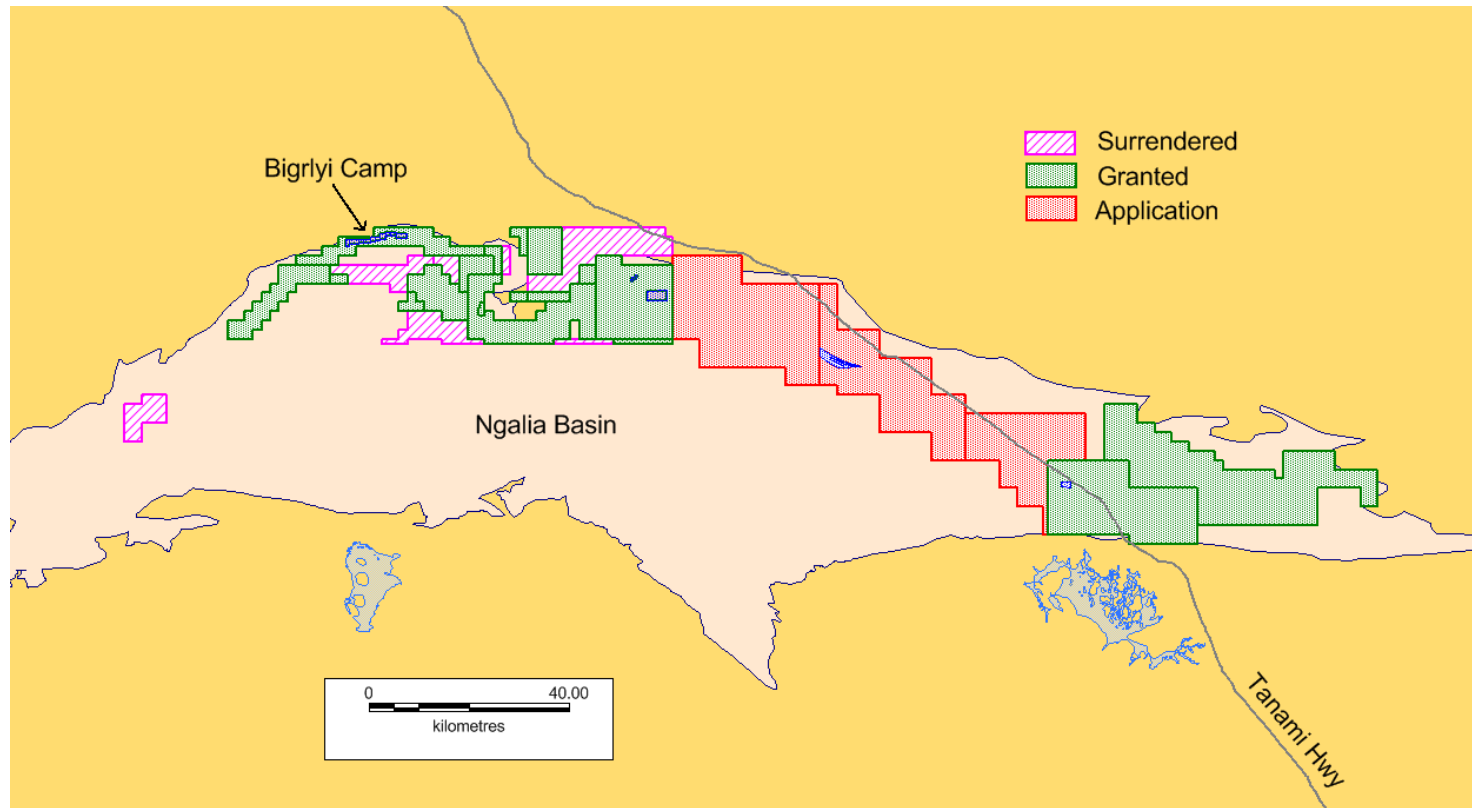 Surrendered
Granted
Application
Bigrlyi Camp
Ngalia Basin
0 40.00
kilometres
Tanami Hwy